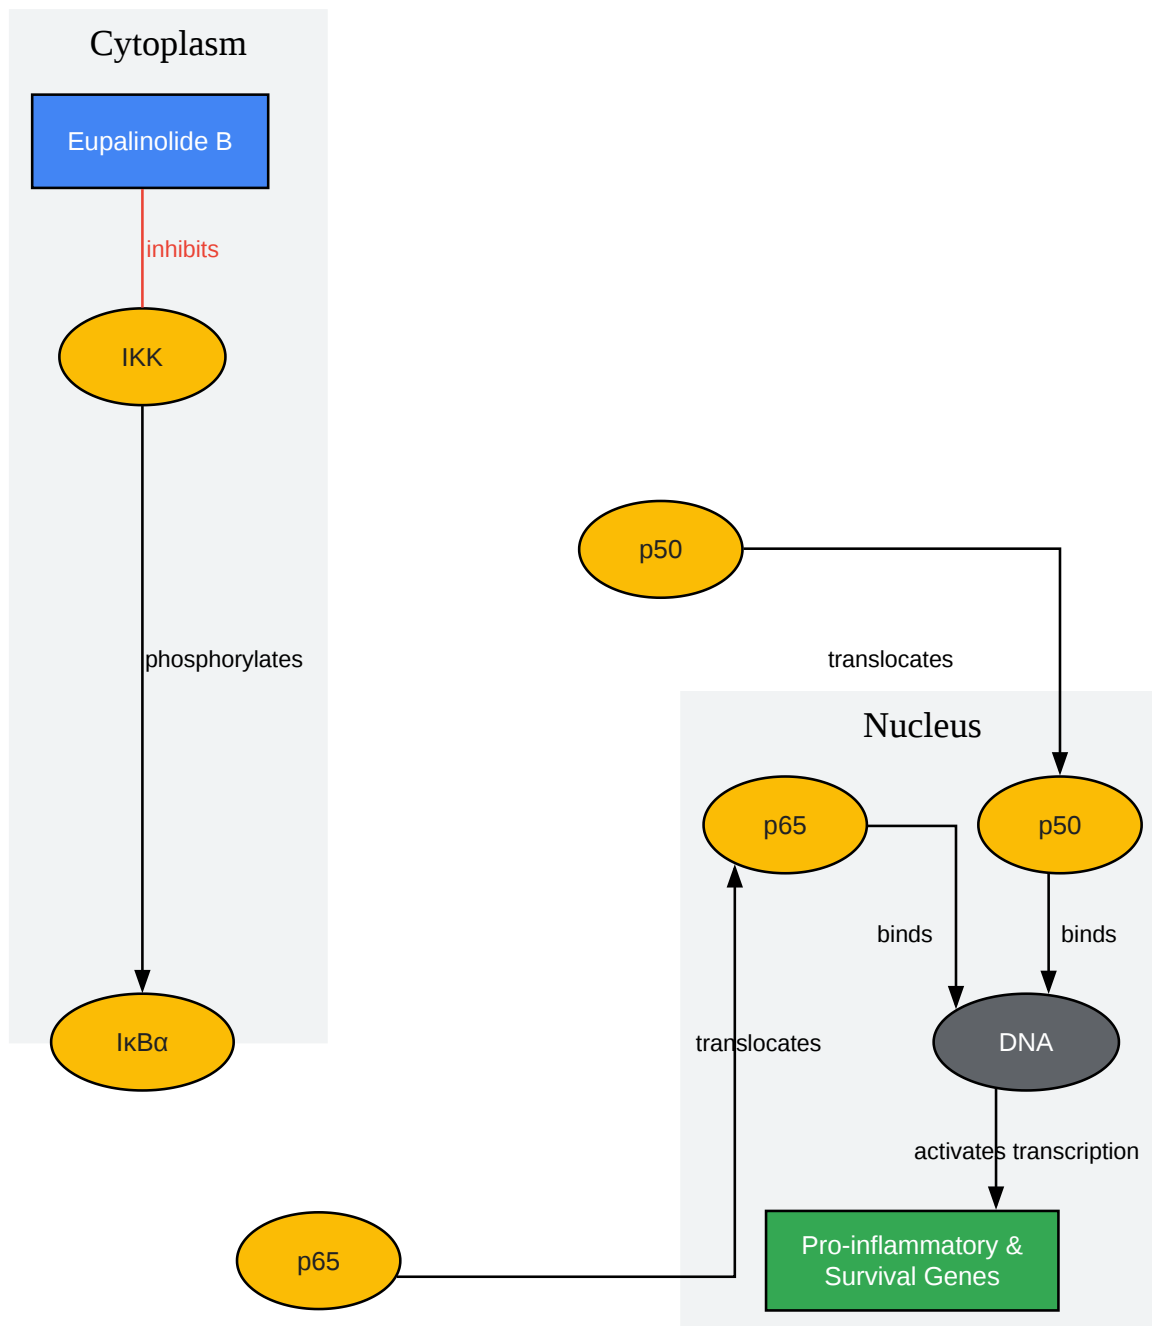 Cytoplasm
Eupalinolide B
inhibits
IKK
phosphorylates
IκBα
p65
translocates
p50
translocates
Nucleus
p65
p50
binds
binds
DNA
activates transcription
Pro-inflammatory &
Survival Genes